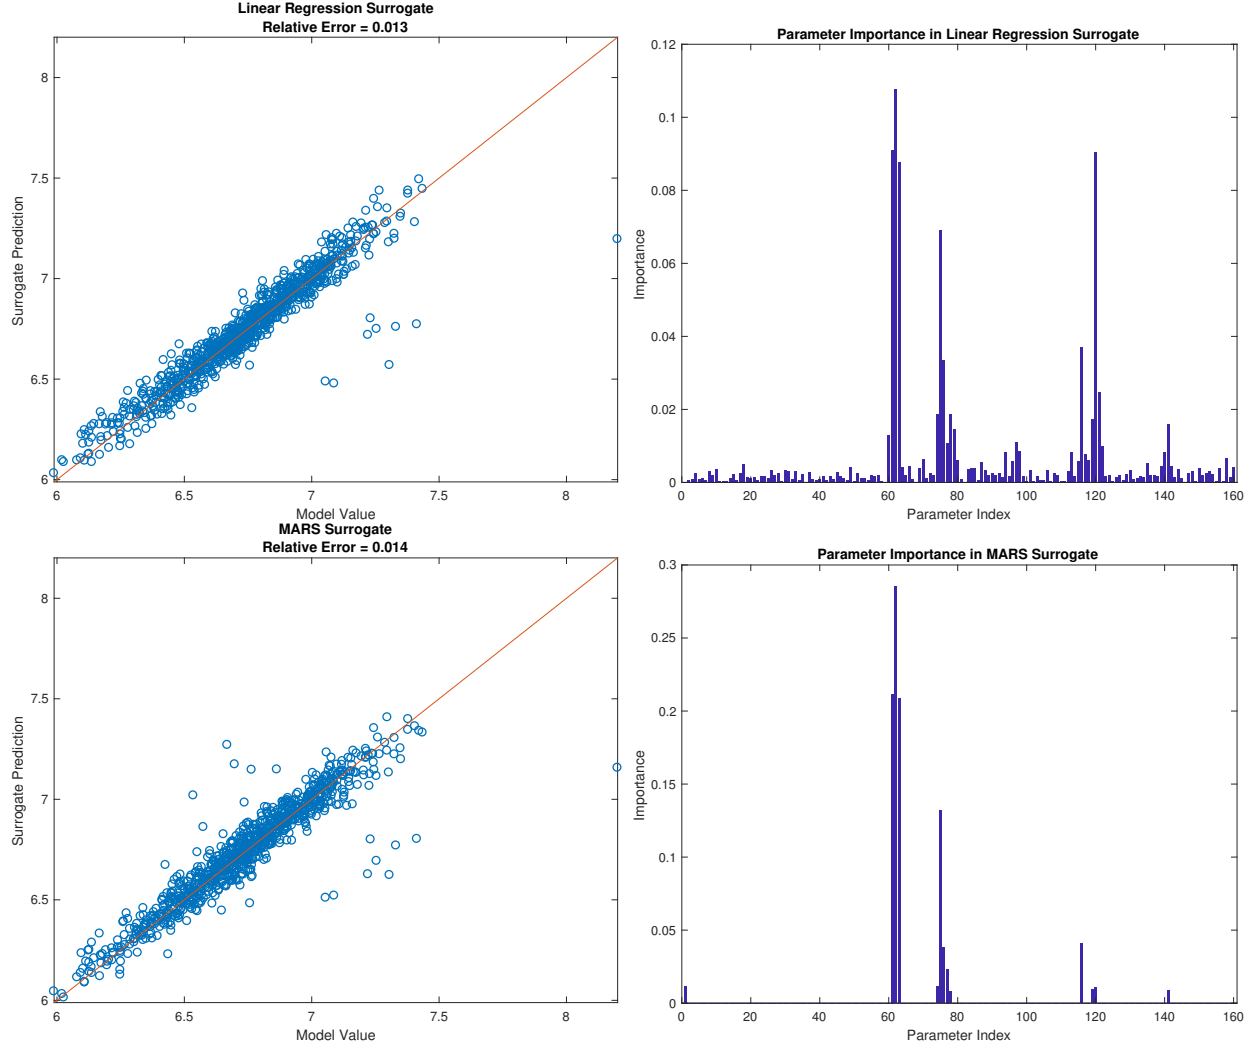 Linear Regression Surrogate
Relative Error = 0.013
8
7.5
7
6.5
6
6 6.5 7 7.5 8
Surrogate Prediction
Model Value
Parameter Importance in Linear Regression Surrogate
0.12
0.1
0.08
0.06
0.04
0.02
0
0 20 40 60 80 100 120 140 160
Importance
Parameter Index
MARS Surrogate
Relative Error = 0.014
8
7.5
7
6.5
6
6 6.5 7 7.5 8
Surrogate Prediction
Model Value
Parameter Importance in MARS Surrogate
0.3
0.25
0.2
0.15
0.1
0.05
0
0 20 40 60 80 100 120 140 160
Importance
Parameter Index